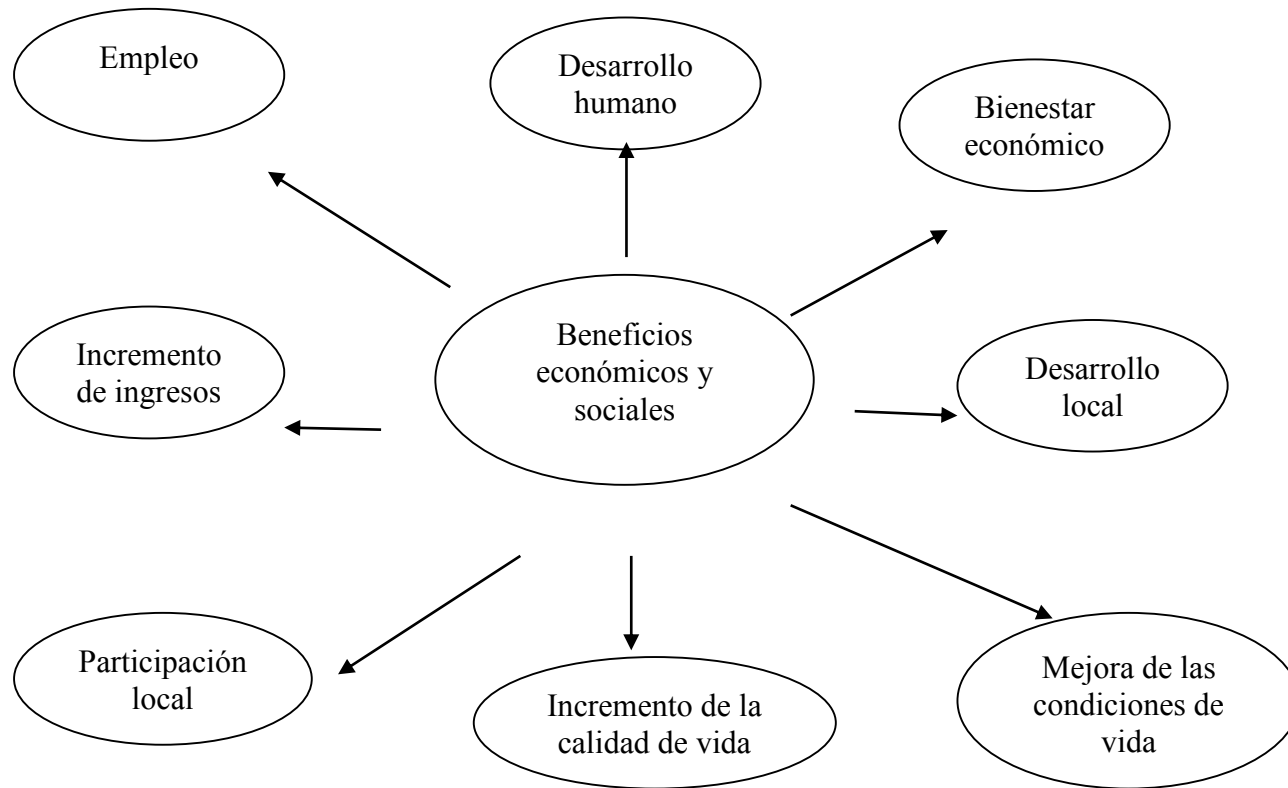 Empleo
Desarrollo
humano
Bienestar
económico
Beneficios
económicos y
sociales
Incremento
de ingresos
Desarrollo
local
Participación
local
Incremento de la
calidad de vida
Mejora de las
condiciones de
vida